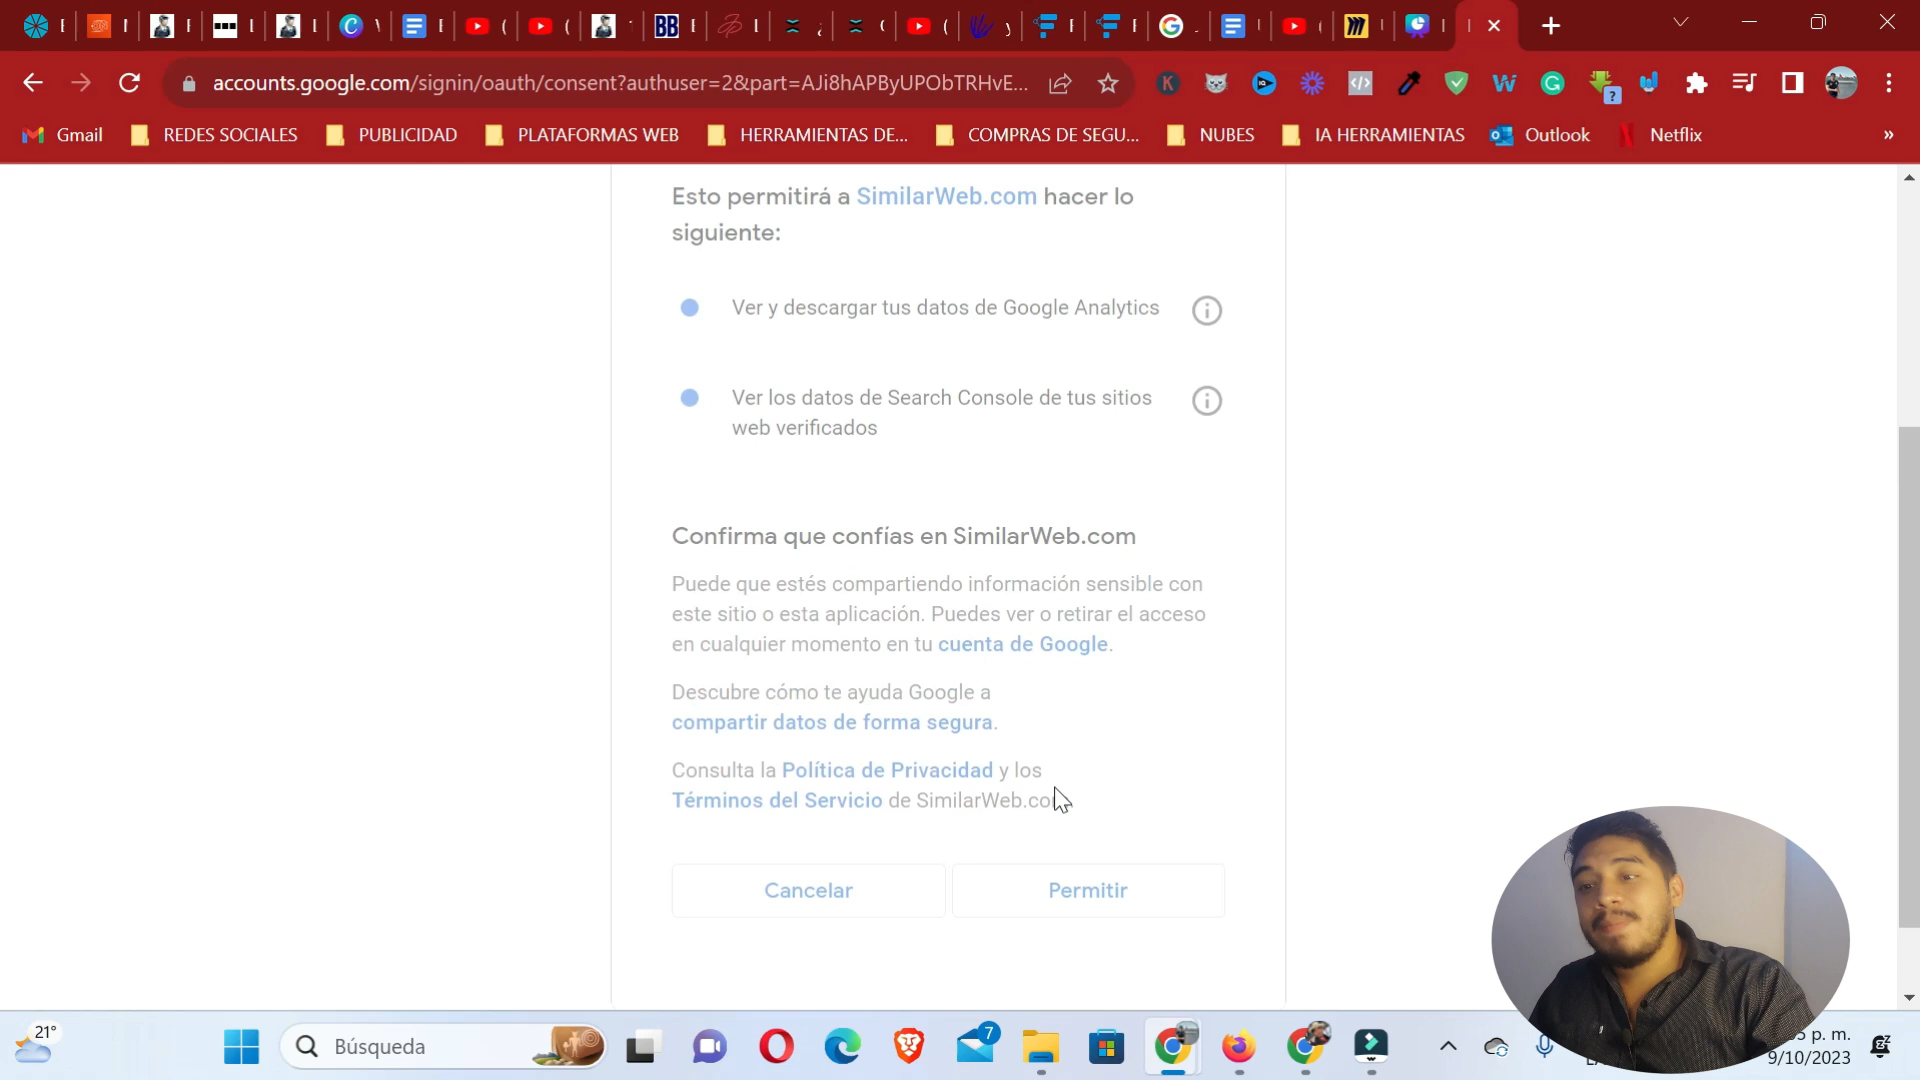 accounts.google.com/signin/oauth/consent?authuser=2&part=AJi8hAPByUPObTRHvE...
Gmail
REDES SOCIALES
PUBLICIDAD
PLATAFORMAS WEB
HERRAMIENTAS DE...
COMPRAS DE SEGU...
NUBES
IA HERRAMIENTAS
Outlook
Netflix
»
Esto permitirá a SimilarWeb.com hacer lo
siguiente:
Ver y descargar tus datos de Google Analytics
Ver los datos de Search Console de tus sitios
web verificados
Confirma que confías en SimilarWeb.com
Puede que estés compartiendo información sensible con
este sitio o esta aplicación. Puedes ver o retirar el acceso
en cualquier momento en tu cuenta de Google.
Descubre cómo te ayuda Google a
compartir datos de forma segura.
Consulta la Política de Privacidad y los
Términos del Servicio de SimilarWeb.co
Cancelar
Permitir
21°
Búsqueda
7
p. m.
9/10/2023